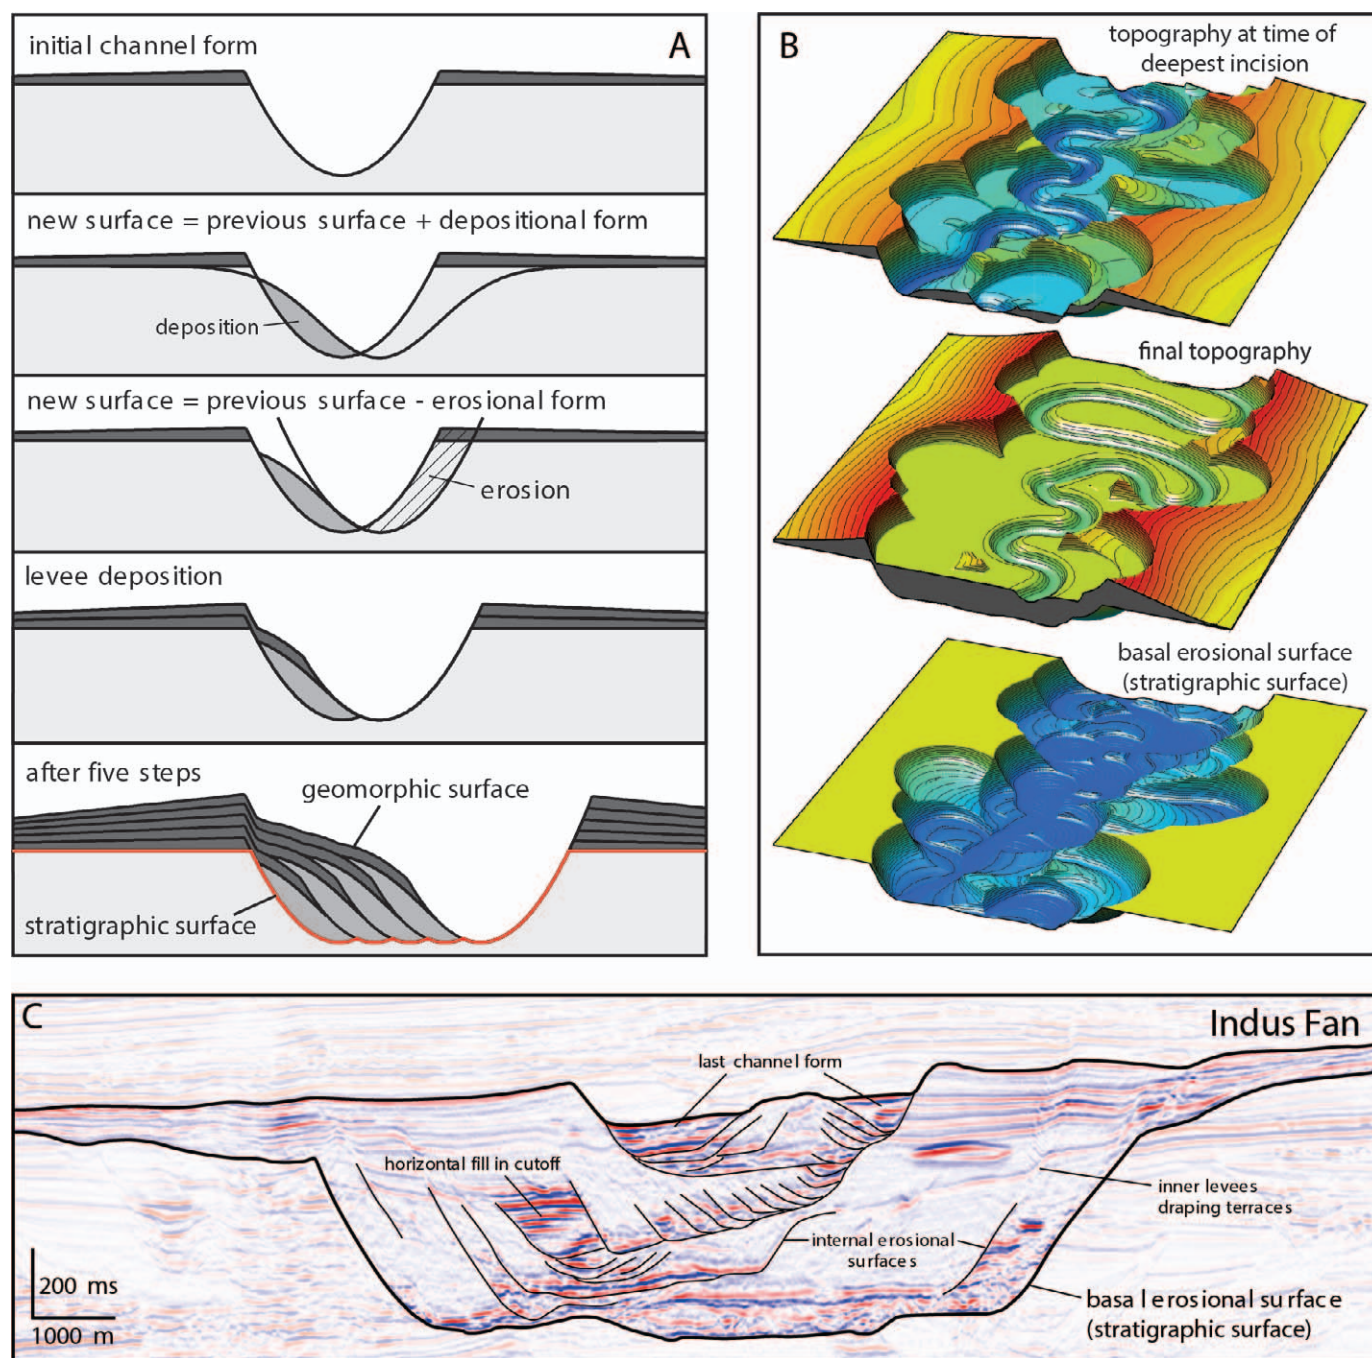 A
initial channel form
new surface = previous surface + depositional form
deposition
new surface = previous surface - erosional form
erosion
levee deposition
after five steps
geomorphic surface
stratigraphic surface
B
topography at time of
deepest incision
final topography
basal erosional surface
(stratigraphic surface)
C
Indus Fan
last channel form
horizontal fill in cutoff
inner levees
draping terraces
internal erosional
surfaces
200 ms
1000 m
basal erosional surface
(stratigraphic surface)